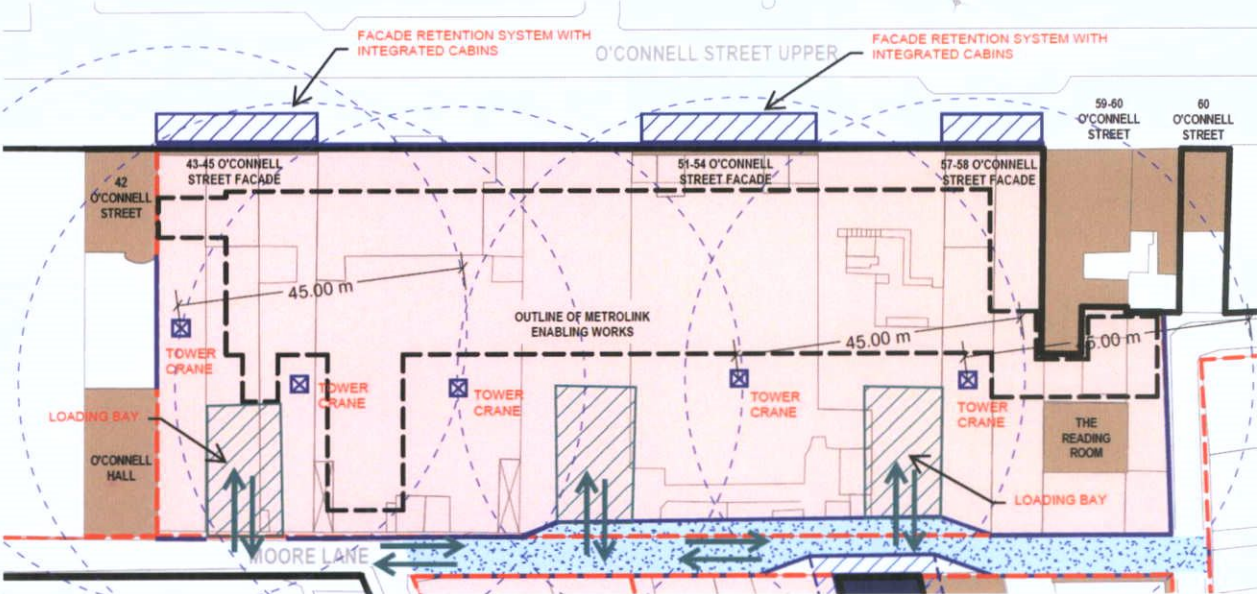 FACADE RETENTION SYSTEM WITH
INTEGRATED CABINS
O'CONNELL STREET UPPER
FACADE RETENTION SYSTEM WITH
INTEGRATED CABINS
59-60
O'CONNELL
STREET
60
O'CONNELL
STREET
42
O'CONNELL
STREET
43-45 O'CONNELL
STREET FACADE
51-54 O'CONNELL
STREET FACADE
57-58 O'CONNELL
STREET FACADE
45.00 m
OUTLINE OF METROLINK
ENABLING WORKS
45.00 m
5.00 m
TOWER
CRANE
TOWER
CRANE
TOWER
CRANE
TOWER
CRANE
TOWER
CRANE
LOADING BAY
O'CONNELL
HALL
THE
READING
ROOM
LOADING BAY
MOORE LANE